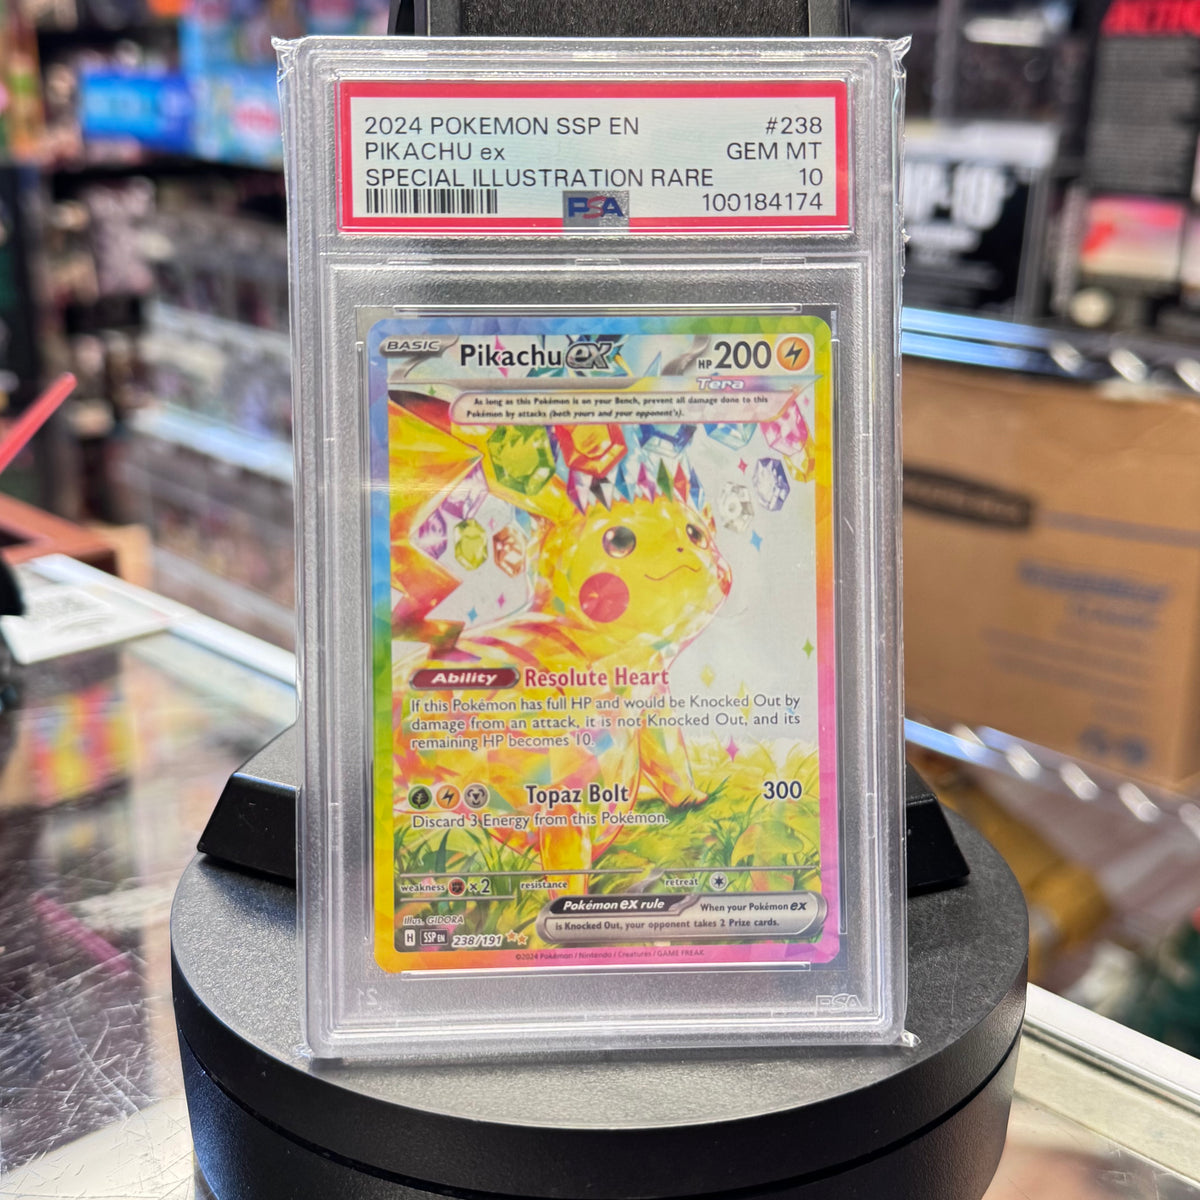 2024 POKEMON SSP EN #238
PIKACHU ex GEM MT
SPECIAL ILLUSTRATION RARE 10
PSA 100184174
BASIC Pikachu ex HP 200
Tera
As long as this Pokémon is on your Bench, prevent all damage done to this
Pokémon by attacks (both yours and your opponent's).
Ability Resolute Heart
If this Pokémon has full HP and would be Knocked Out by
damage from an attack, it is not Knocked Out, and its
remaining HP becomes 10.
Topaz Bolt 300
Discard 3 Energy from this Pokémon.
weakness ×2 resistance retreat
Pokémon ex rule When your Pokémon ex
is Knocked Out, your opponent takes 2 Prize cards.
Illus. GIDORA
H SSP EN 238/191
©2024 Pokémon / Nintendo / Creatures / GAME FREAK
PSA